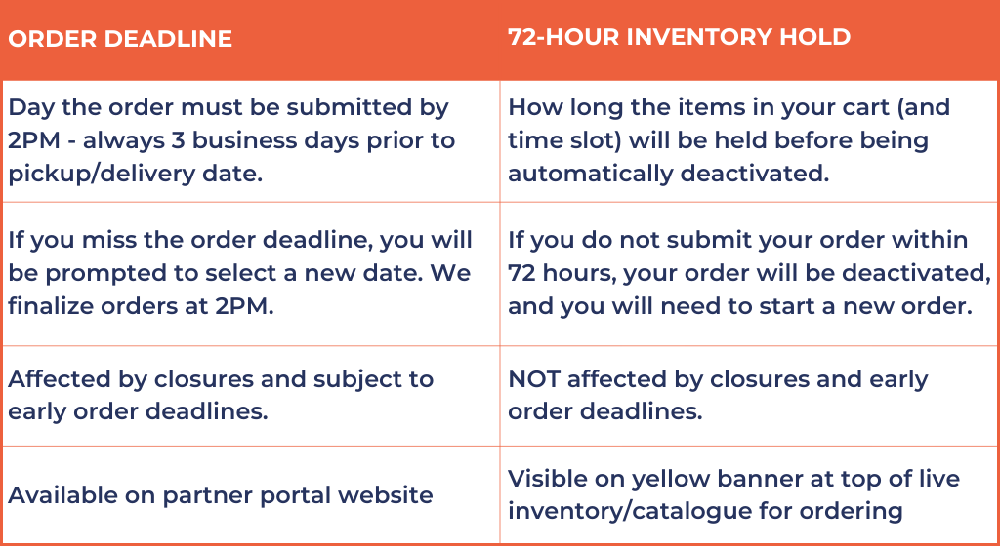 ORDER DEADLINE
72-HOUR INVENTORY HOLD
Day the order must be submitted by
2PM - always 3 business days prior to
pickup/delivery date.
How long the items in your cart (and
time slot) will be held before being
automatically deactivated.
If you miss the order deadline, you will
be prompted to select a new date. We
finalize orders at 2PM.
If you do not submit your order within
72 hours, your order will be deactivated,
and you will need to start a new order.
Affected by closures and subject to
early order deadlines.
NOT affected by closures and early
order deadlines.
Available on partner portal website
Visible on yellow banner at top of live
inventory/catalogue for ordering